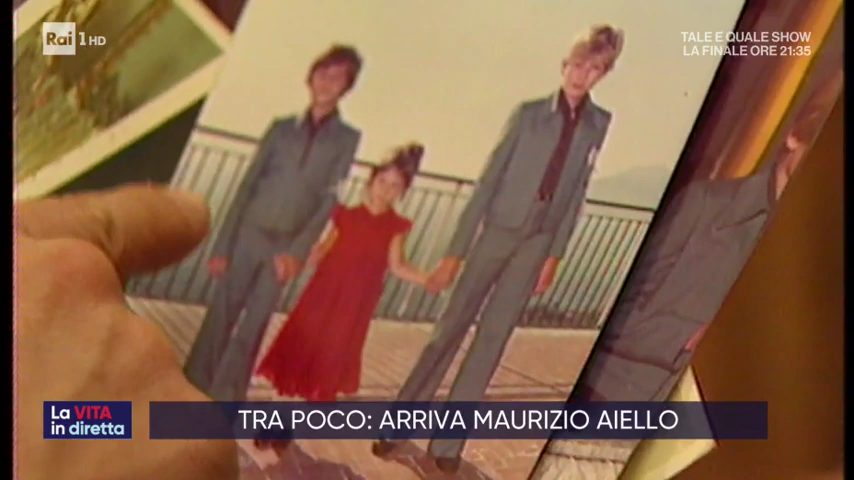 Rai 1 HD
TALE E QUALE SHOW
LA FINALE ORE 21:35
La VITA
in diretta
TRA POCO: ARRIVA MAURIZIO AIELLO